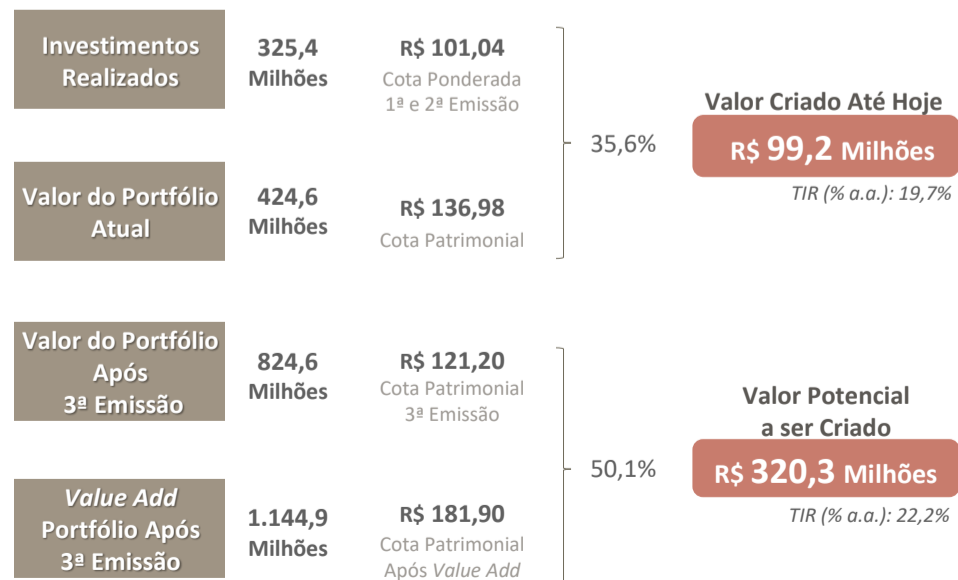 Investimentos
Realizados
325,4
Milhões
R$ 101,04
Cota Ponderada
1ª e 2ª Emissão
Valor do Portfólio
Atual
424,6
Milhões
R$ 136,98
Cota Patrimonial
35,6%
Valor Criado Até Hoje
R$ 99,2 Milhões
TIR (% a.a.): 19,7%
Valor do Portfólio
Após
3ª Emissão
824,6
Milhões
R$ 121,20
Cota Patrimonial
3ª Emissão
Value Add
Portfólio Após
3ª Emissão
1.144,9
Milhões
R$ 181,90
Cota Patrimonial
Após Value Add
50,1%
Valor Potencial
a ser Criado
R$ 320,3 Milhões
TIR (% a.a.): 22,2%